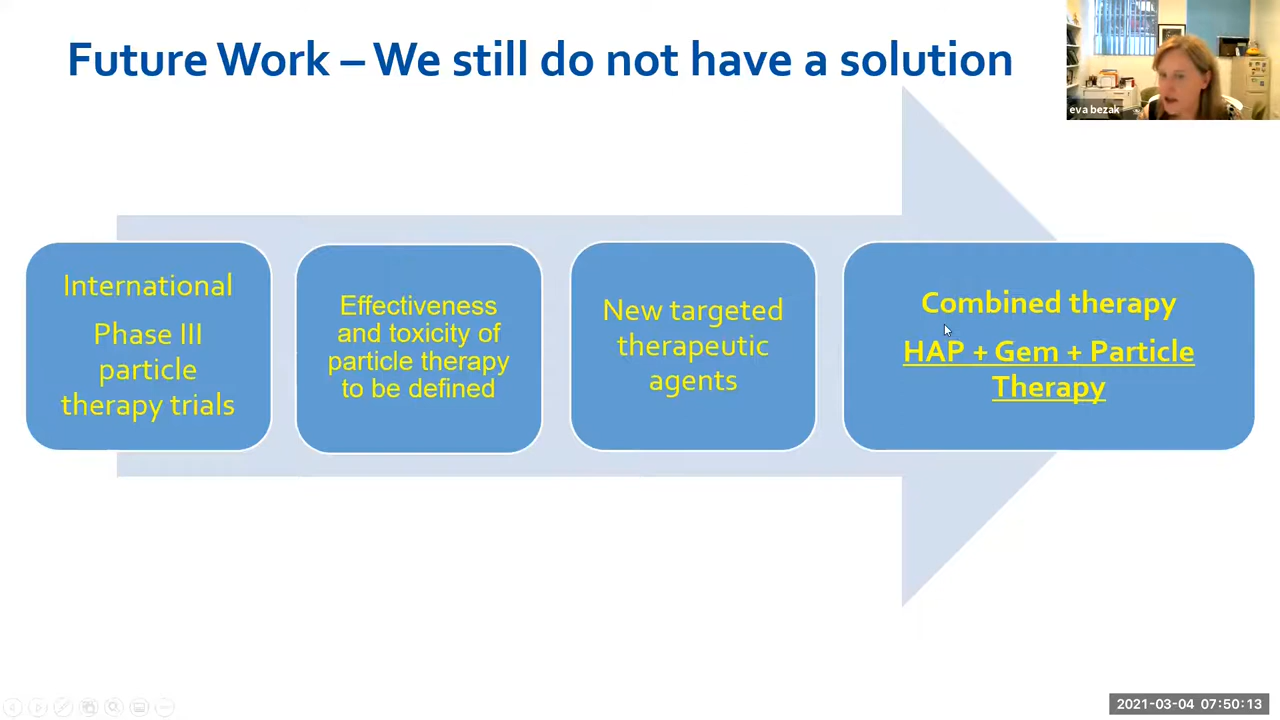 Future Work – We still do not have a solution
eva bezak
International
Phase III
particle
therapy trials
Effectiveness
and toxicity of
particle therapy
to be defined
New targeted
therapeutic
agents
Combined therapy
HAP + Gem + Particle
Therapy
2021-03-04 07:50:13